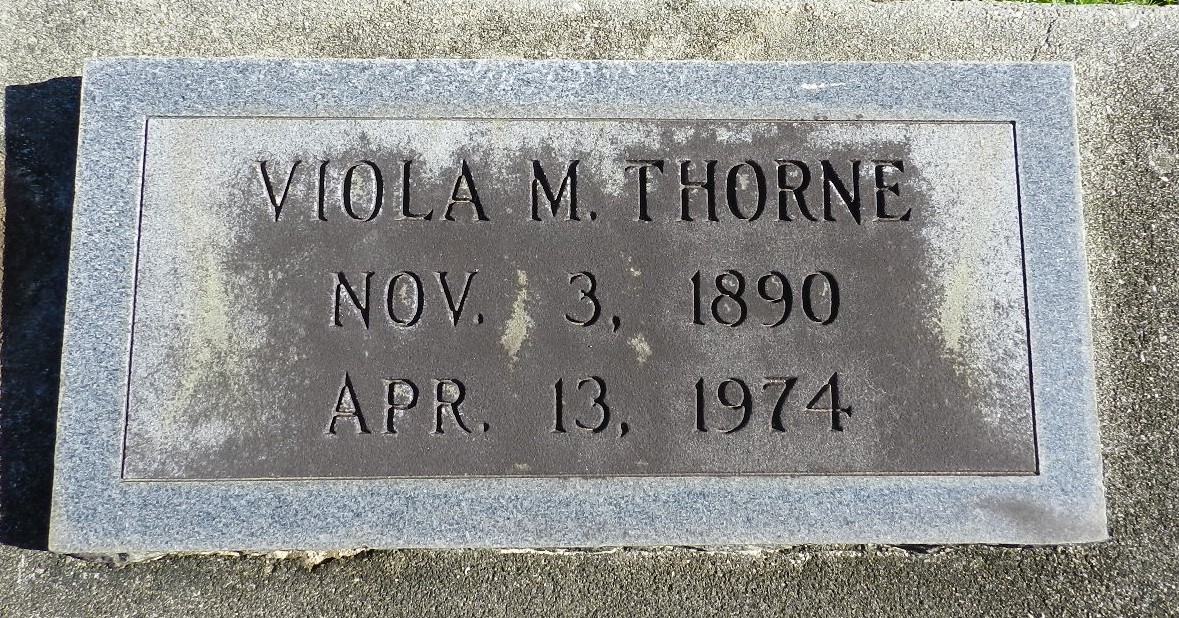 VIOLA M. THORNE
NOV. 3, 1890
APR. 13, 1974